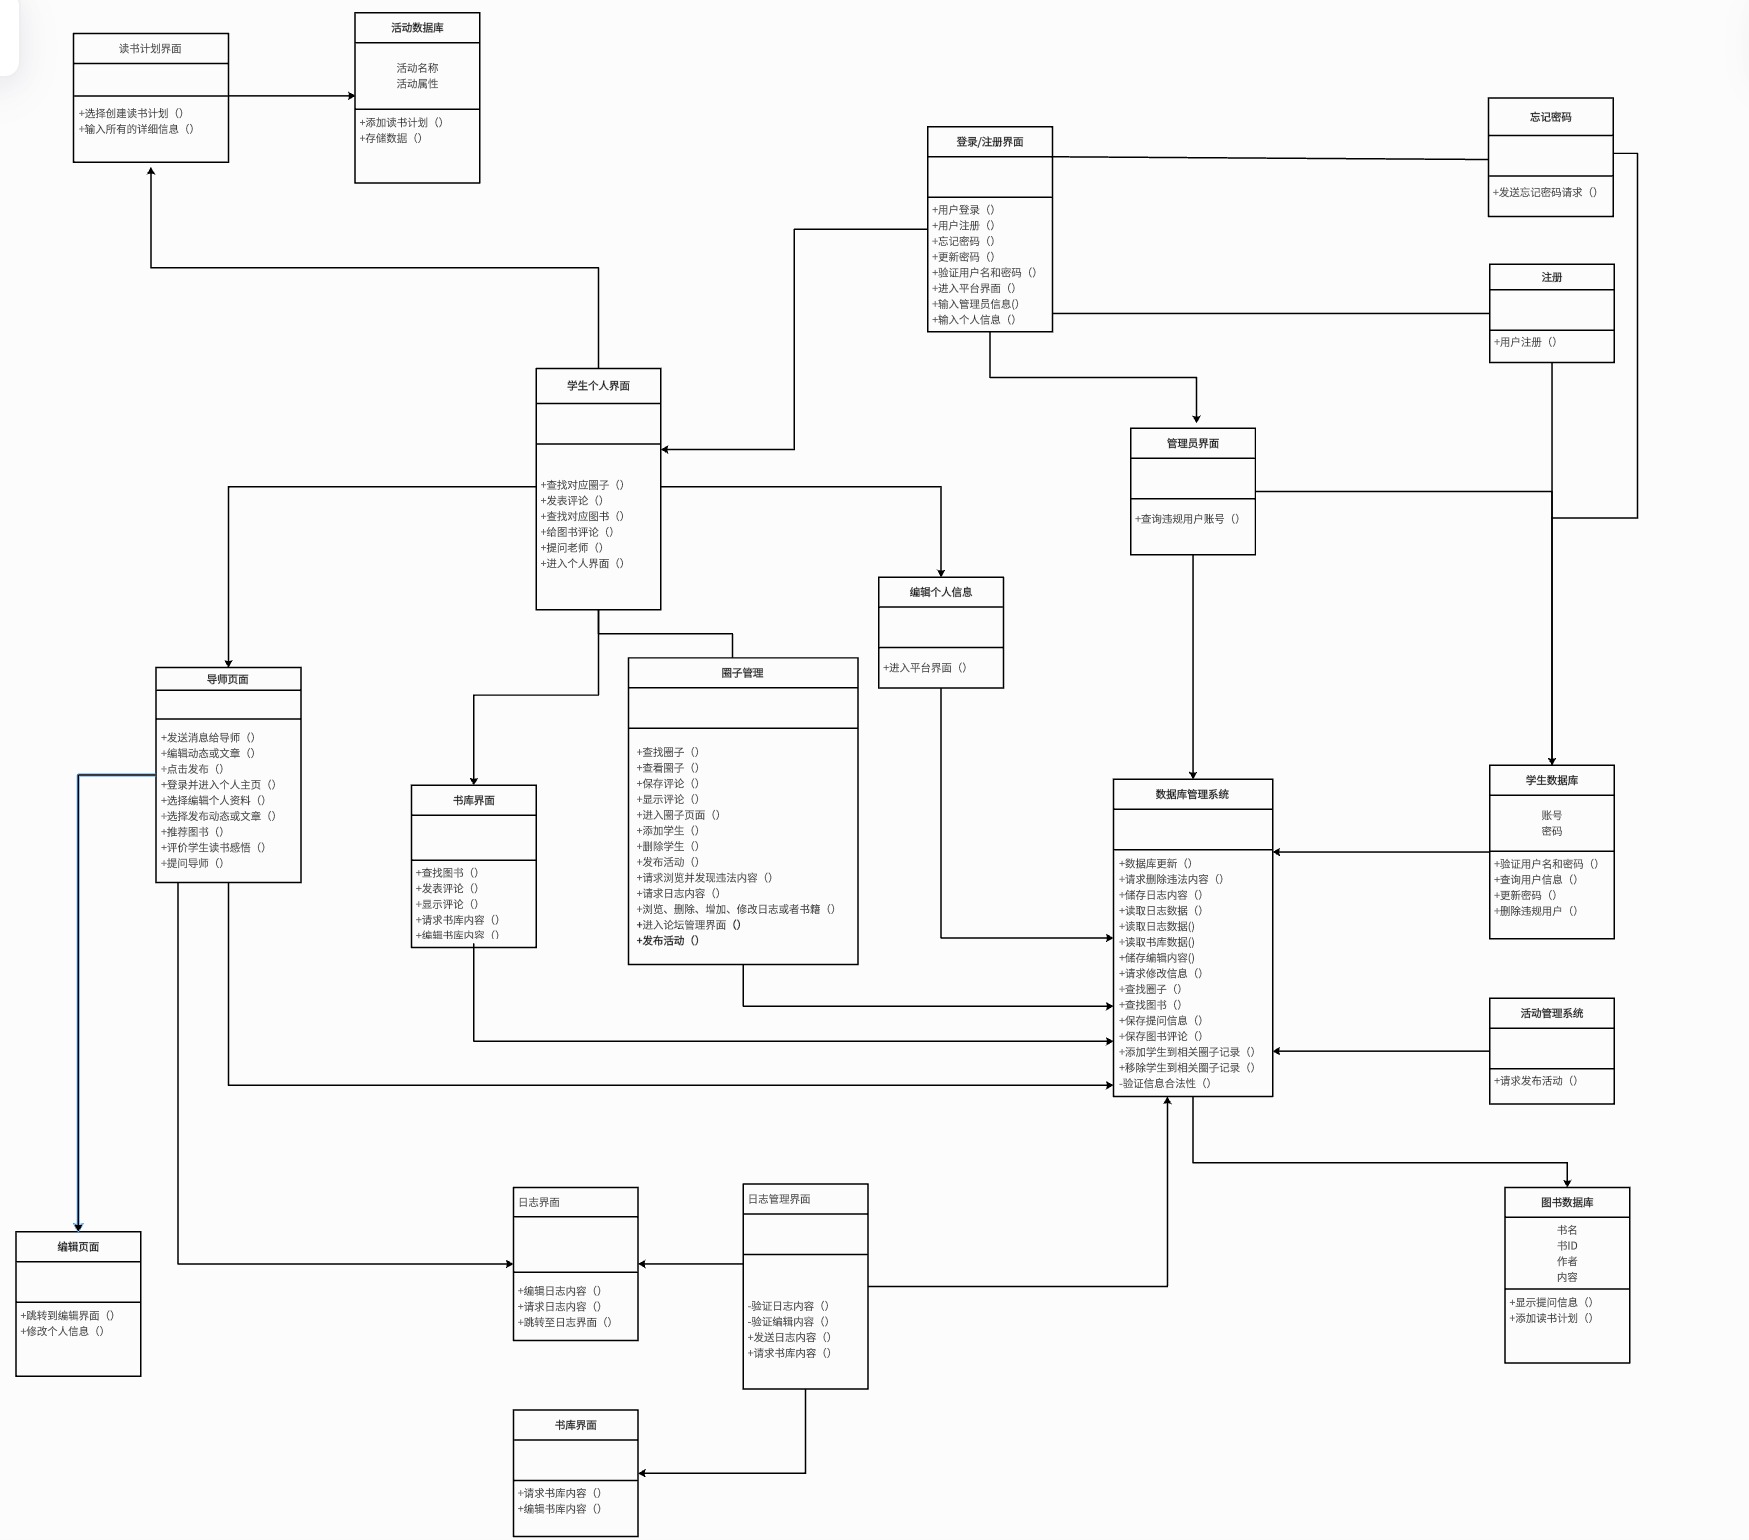 读书计划界面
+选择创建读书计划（）
+输入所有的详细信息（）
活动数据库
活动名称
活动属性
+添加读书计划（）
+存储数据（）
登录/注册界面
+用户登录（）
+用户注册（）
+忘记密码（）
+更新密码（）
+验证用户名和密码（）
+进入平台界面（）
+输入管理员信息()
+输入个人信息（）
忘记密码
+发送忘记密码请求（）
注册
+用户注册（）
学生个人界面
+查找对应圈子（）
+发表评论（）
+查找对应图书（）
+给图书评论（）
+提问老师（）
+进入个人界面（）
管理员界面
+查询违规用户账号（）
编辑个人信息
+进入平台界面（）
导师页面
+发送消息给导师（）
+编辑动态或文章（）
+点击发布（）
+登录并进入个人主页（）
+选择编辑个人资料（）
+选择发布动态或文章（）
+推荐图书（）
+评价学生读书感悟（）
+提问导师（）
圈子管理
+查找圈子（）
+查看圈子（）
+保存评论（）
+显示评论（）
+进入圈子页面（）
+添加学生（）
+删除学生（）
+发布活动（）
+请求浏览并发现违法内容（）
+请求日志内容（）
+浏览、删除、增加、修改日志或者书籍（）
+进入论坛管理界面（）
+发布活动（）
书库界面
+查找图书（）
+发表评论（）
+显示评论（）
+请求书库内容（）
+编辑书库内容（）
数据库管理系统
+数据库更新（）
+请求删除违法内容（）
+储存日志内容（）
+读取日志数据（）
+读取日志数据()
+读取书库数据()
+储存编辑内容()
+请求修改信息（）
+查找圈子（）
+查找图书（）
+保存提问信息（）
+保存图书评论（）
+添加学生到相关圈子记录（）
+移除学生到相关圈子记录（）
-验证信息合法性（）
学生数据库
账号
密码
+验证用户名和密码（）
+查询用户信息（）
+更新密码（）
+删除违规用户（）
活动管理系统
+请求发布活动（）
编辑页面
+跳转到编辑界面（）
+修改个人信息（）
日志界面
+编辑日志内容（）
+请求日志内容（）
+跳转至日志界面（）
日志管理界面
-验证日志内容（）
-验证编辑内容（）
+发送日志内容（）
+请求书库内容（）
图书数据库
书名
书ID
作者
内容
+显示提问信息（）
+添加读书计划（）
书库界面
+请求书库内容（）
+编辑书库内容（）